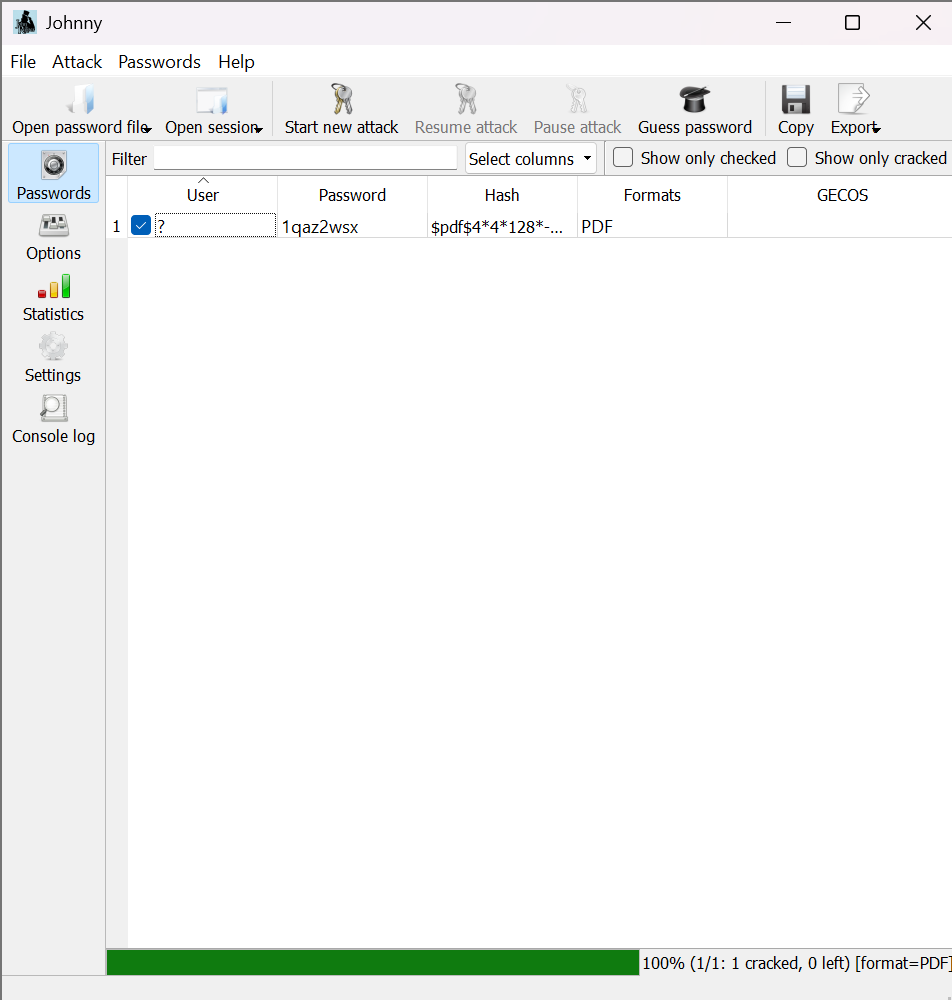 Johnny
File Attack Passwords Help
Open password file Open session Start new attack Resume attack Pause attack Guess password Copy Export
Passwords
Options
Statistics
Settings
Console log
Filter Select columns Show only checked Show only cracked
User Password Hash Formats GECOS
1 ? 1qaz2wsx $pdf$4*4*128*-... PDF
100% (1/1: 1 cracked, 0 left) [format=PDF]